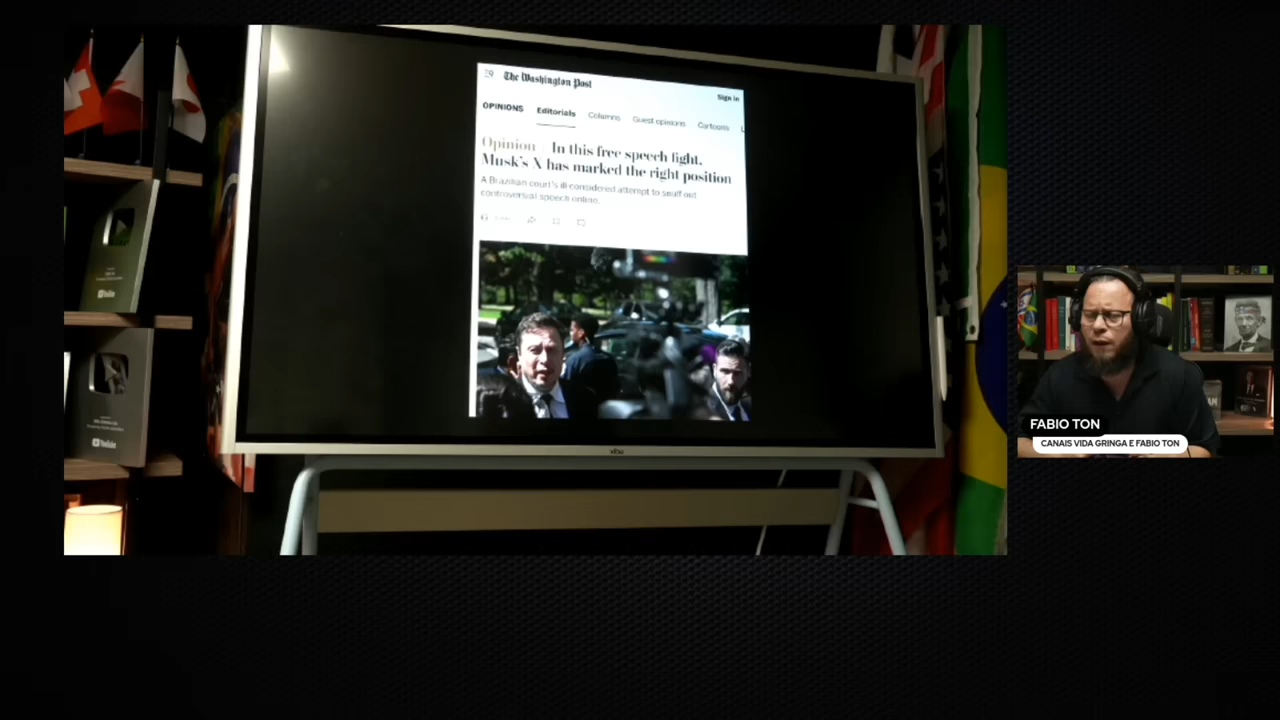 The Washington Post
Sign in
OPINIONS Editorials Columns Guest opinions Cartoons
Opinion In this free speech fight,
Musk's X has marked the right position
A Brazilian court's ill-considered attempt to snuff out
controversial speech online.
YouTube
YouTube
FABIO TON
CANAIS VIDA GRINGA E FABIO TON